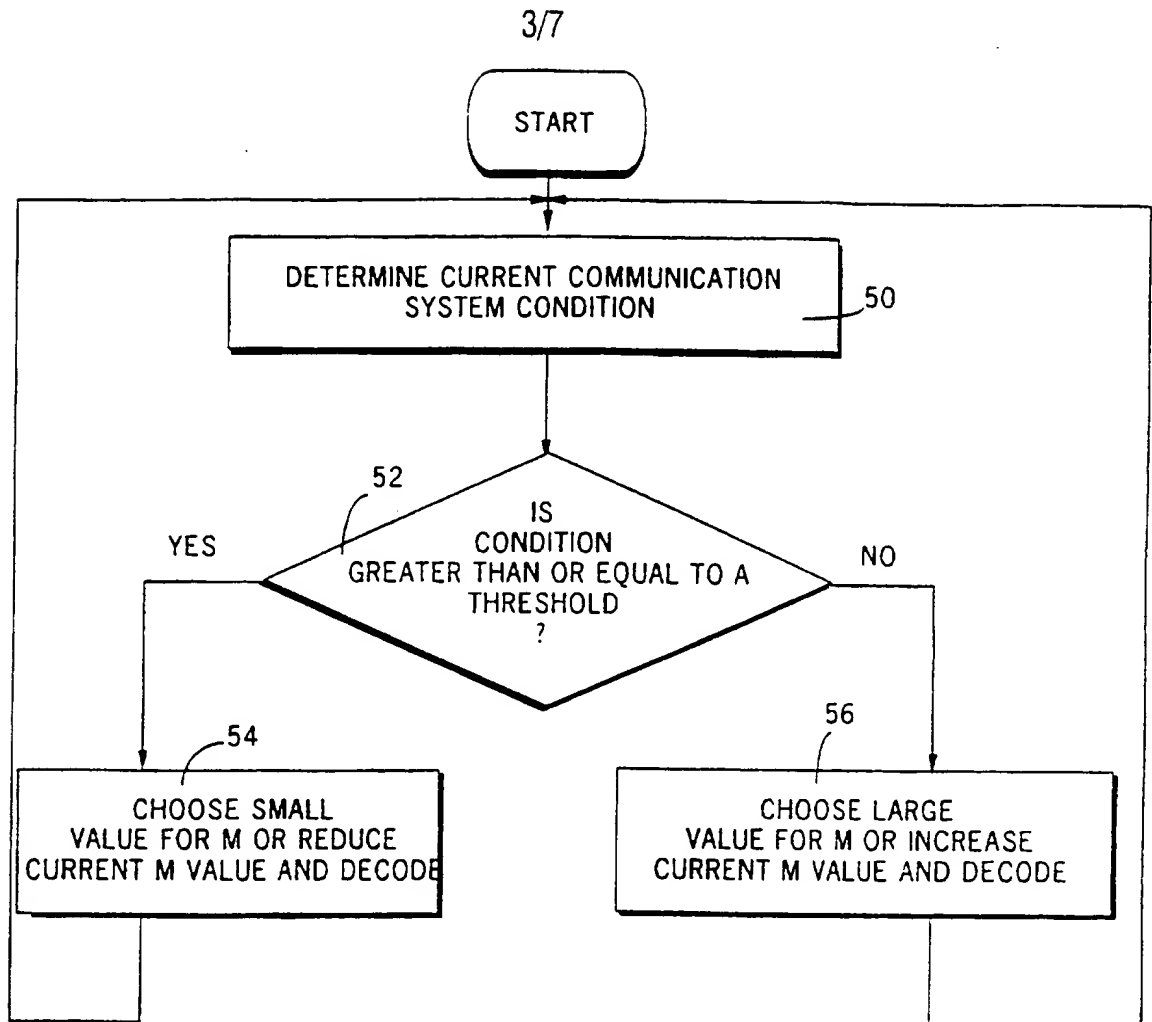 3/7
START
DETERMINE CURRENT COMMUNICATION
SYSTEM CONDITION
50
52
IS
CONDITION
GREATER THAN OR EQUAL TO A
THRESHOLD
?
YES
NO
54
CHOOSE SMALL
VALUE FOR M OR REDUCE
CURRENT M VALUE AND DECODE
56
CHOOSE LARGE
VALUE FOR M OR INCREASE
CURRENT M VALUE AND DECODE